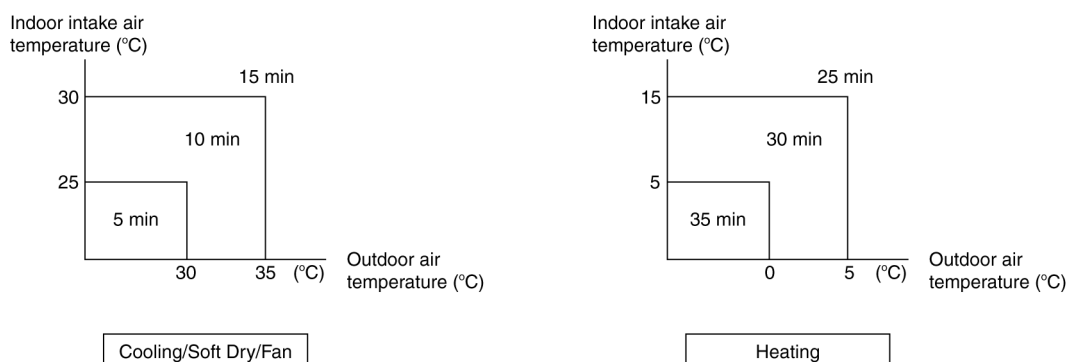 Indoor intake air
temperature (°C)
15 min
30
10 min
25
5 min
30 35 (°C)
Outdoor air
temperature (°C)
Cooling/Soft Dry/Fan
Indoor intake air
temperature (°C)
25 min
15
30 min
5
35 min
0 5 (°C)
Outdoor air
temperature (°C)
Heating